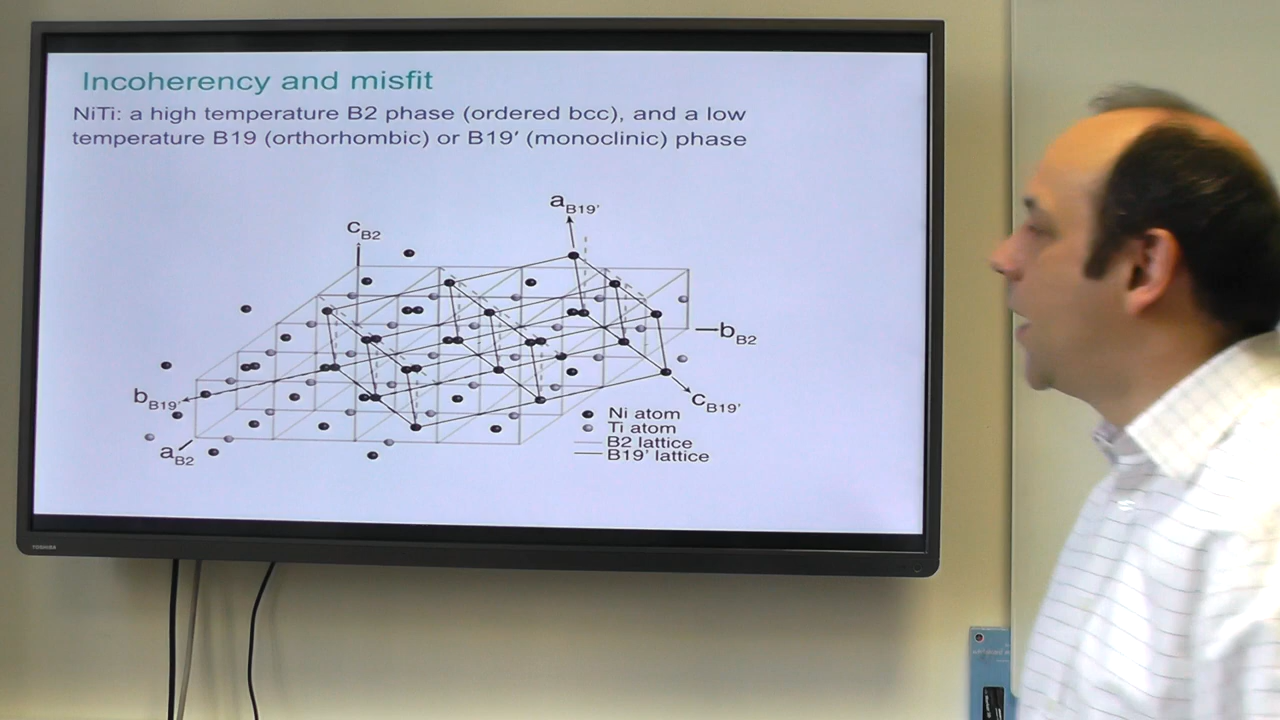 Incoherency and misfit
NiTi: a high temperature B2 phase (ordered bcc), and a low
temperature B19 (orthorhombic) or B19′ (monoclinic) phase
aB19'
cB2
bB2
bB19'
cB19'
aB2
Ni atom
Ti atom
B2 lattice
B19' lattice
TOSHIBA